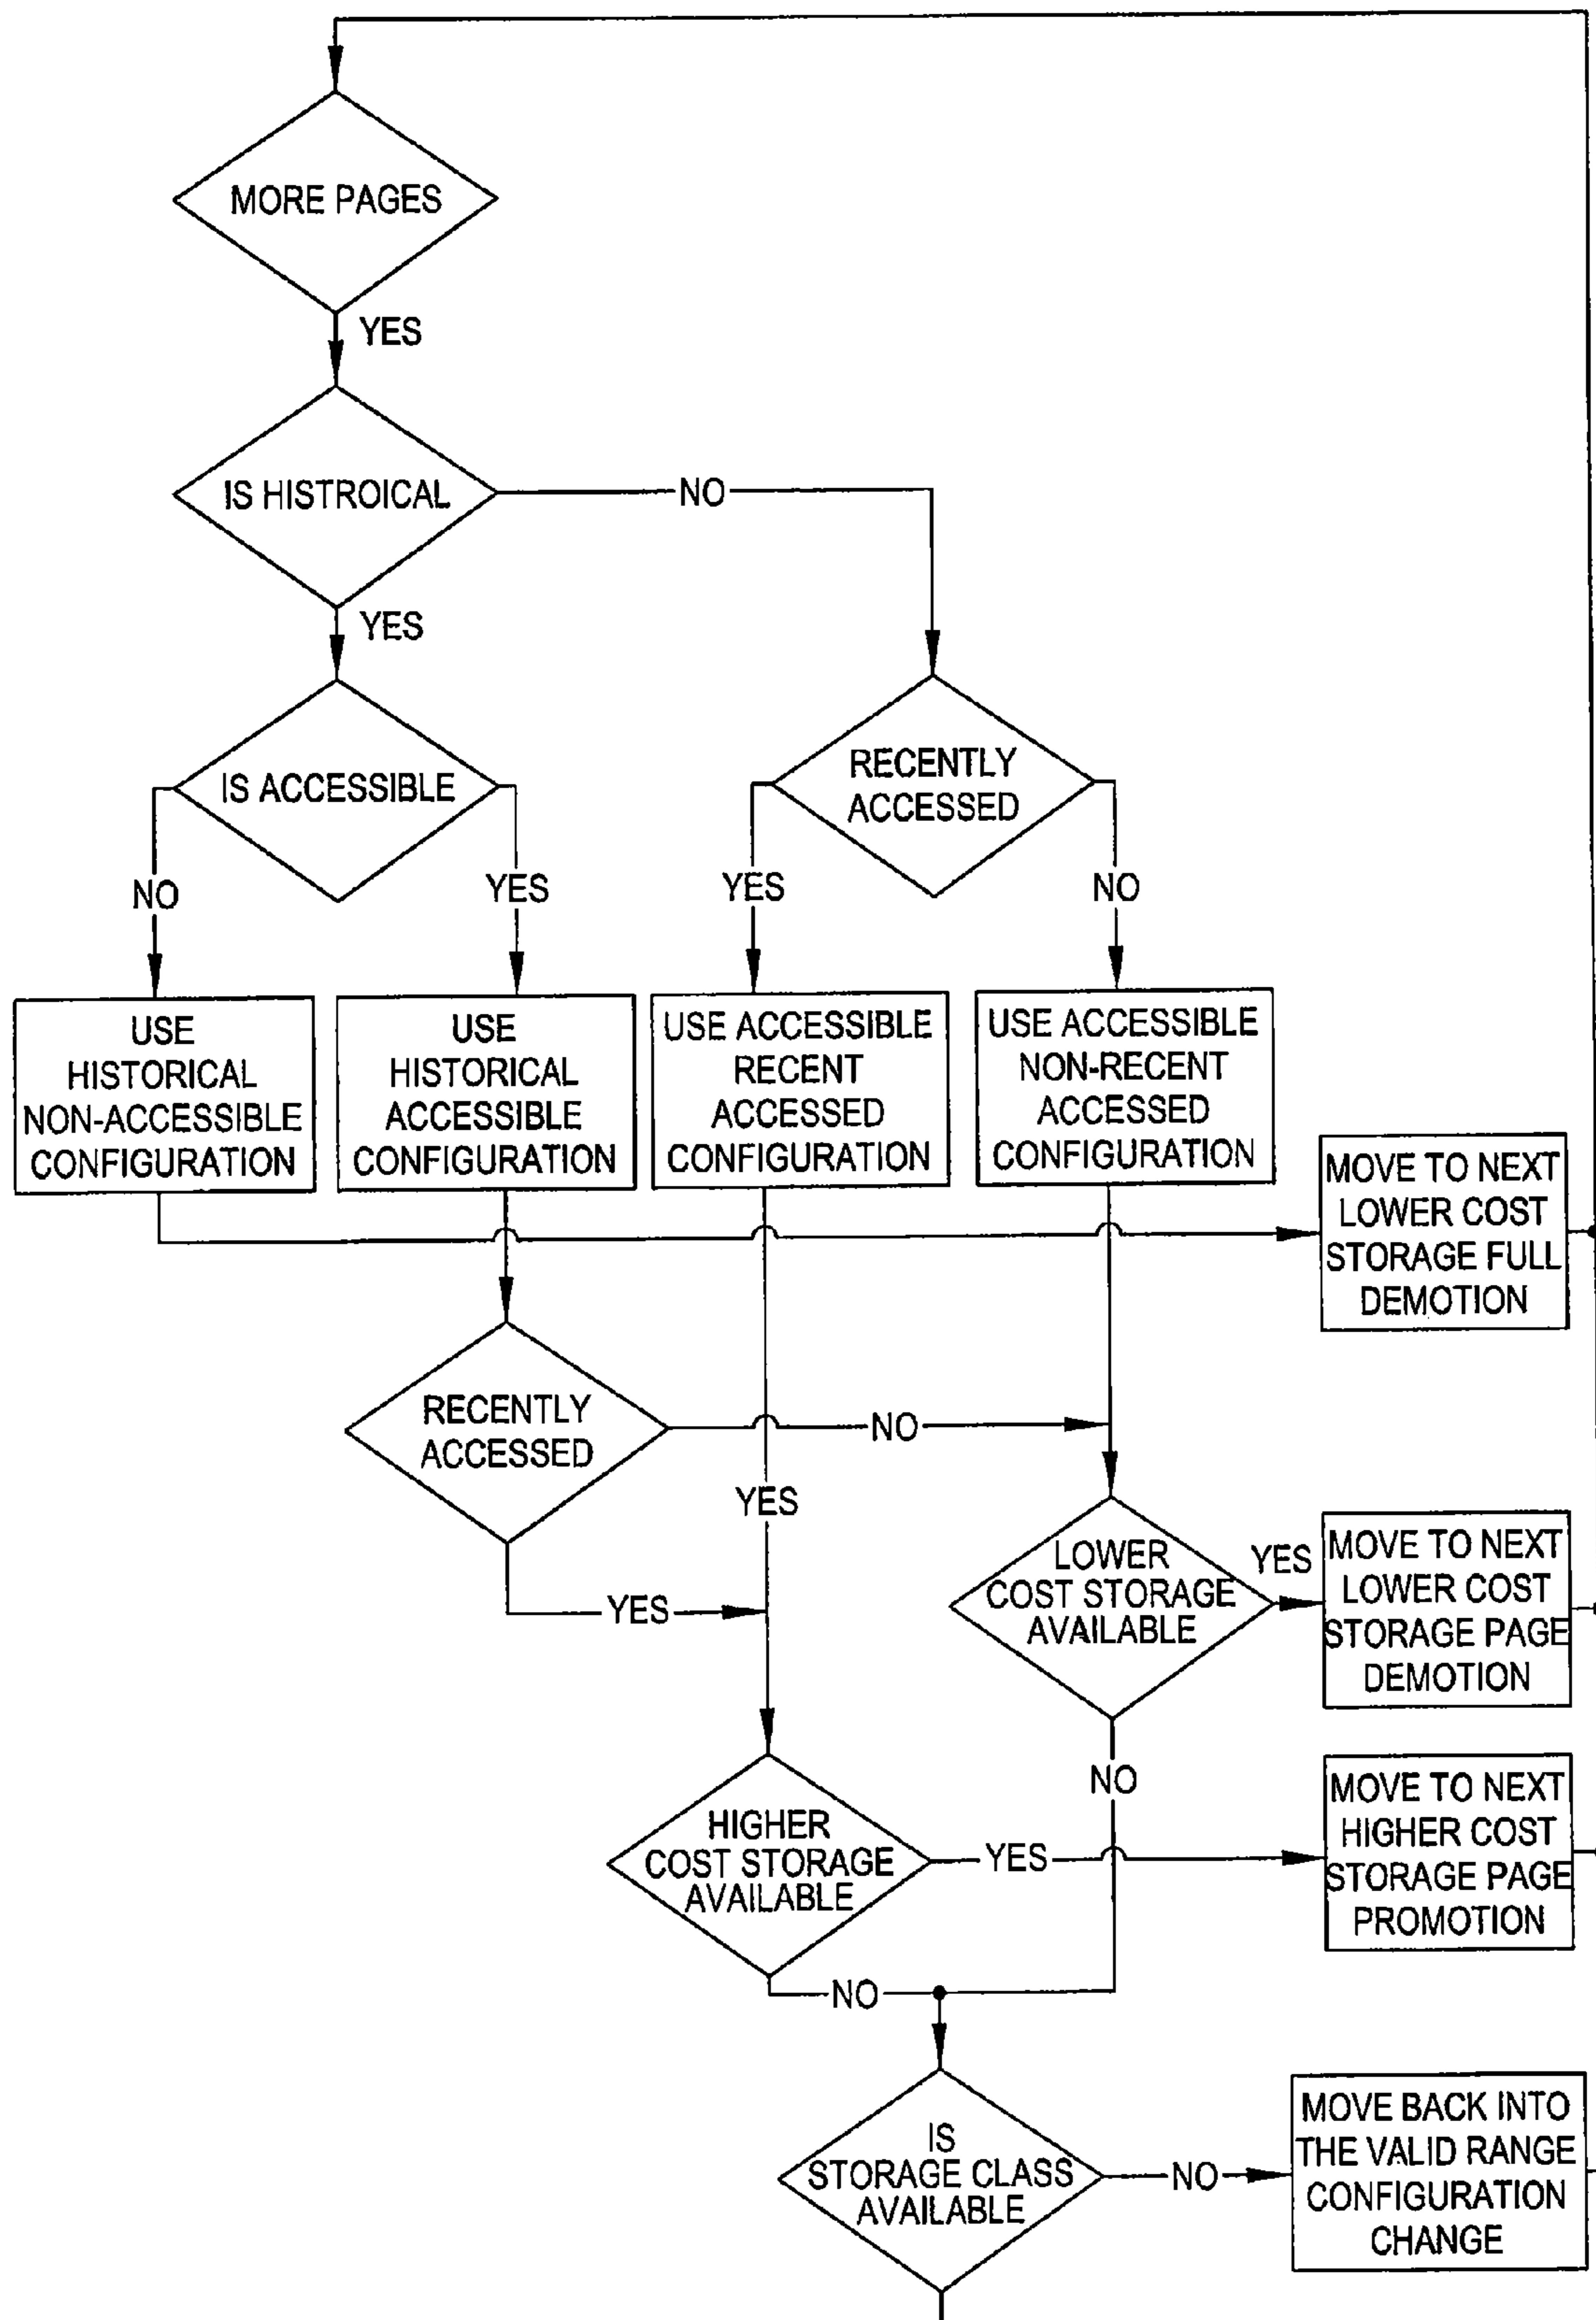 MORE PAGES
YES
IS HISTROICAL
NO
YES
IS ACCESSIBLE
RECENTLY
ACCESSED
NO
YES
YES
NO
USE
HISTORICAL
NON-ACCESSIBLE
CONFIGURATION
USE
HISTORICAL
ACCESSIBLE
CONFIGURATION
USE ACCESSIBLE
RECENT
ACCESSED
CONFIGURATION
USE ACCESSIBLE
NON-RECENT
ACCESSED
CONFIGURATION
MOVE TO NEXT
LOWER COST
STORAGE FULL
DEMOTION
RECENTLY
ACCESSED
NO
YES
YES
LOWER
COST STORAGE
AVAILABLE
YES
MOVE TO NEXT
LOWER COST
STORAGE PAGE
DEMOTION
NO
HIGHER
COST STORAGE
AVAILABLE
YES
MOVE TO NEXT
HIGHER COST
STORAGE PAGE
PROMOTION
NO
IS
STORAGE CLASS
AVAILABLE
NO
MOVE BACK INTO
THE VALID RANGE
CONFIGURATION
CHANGE